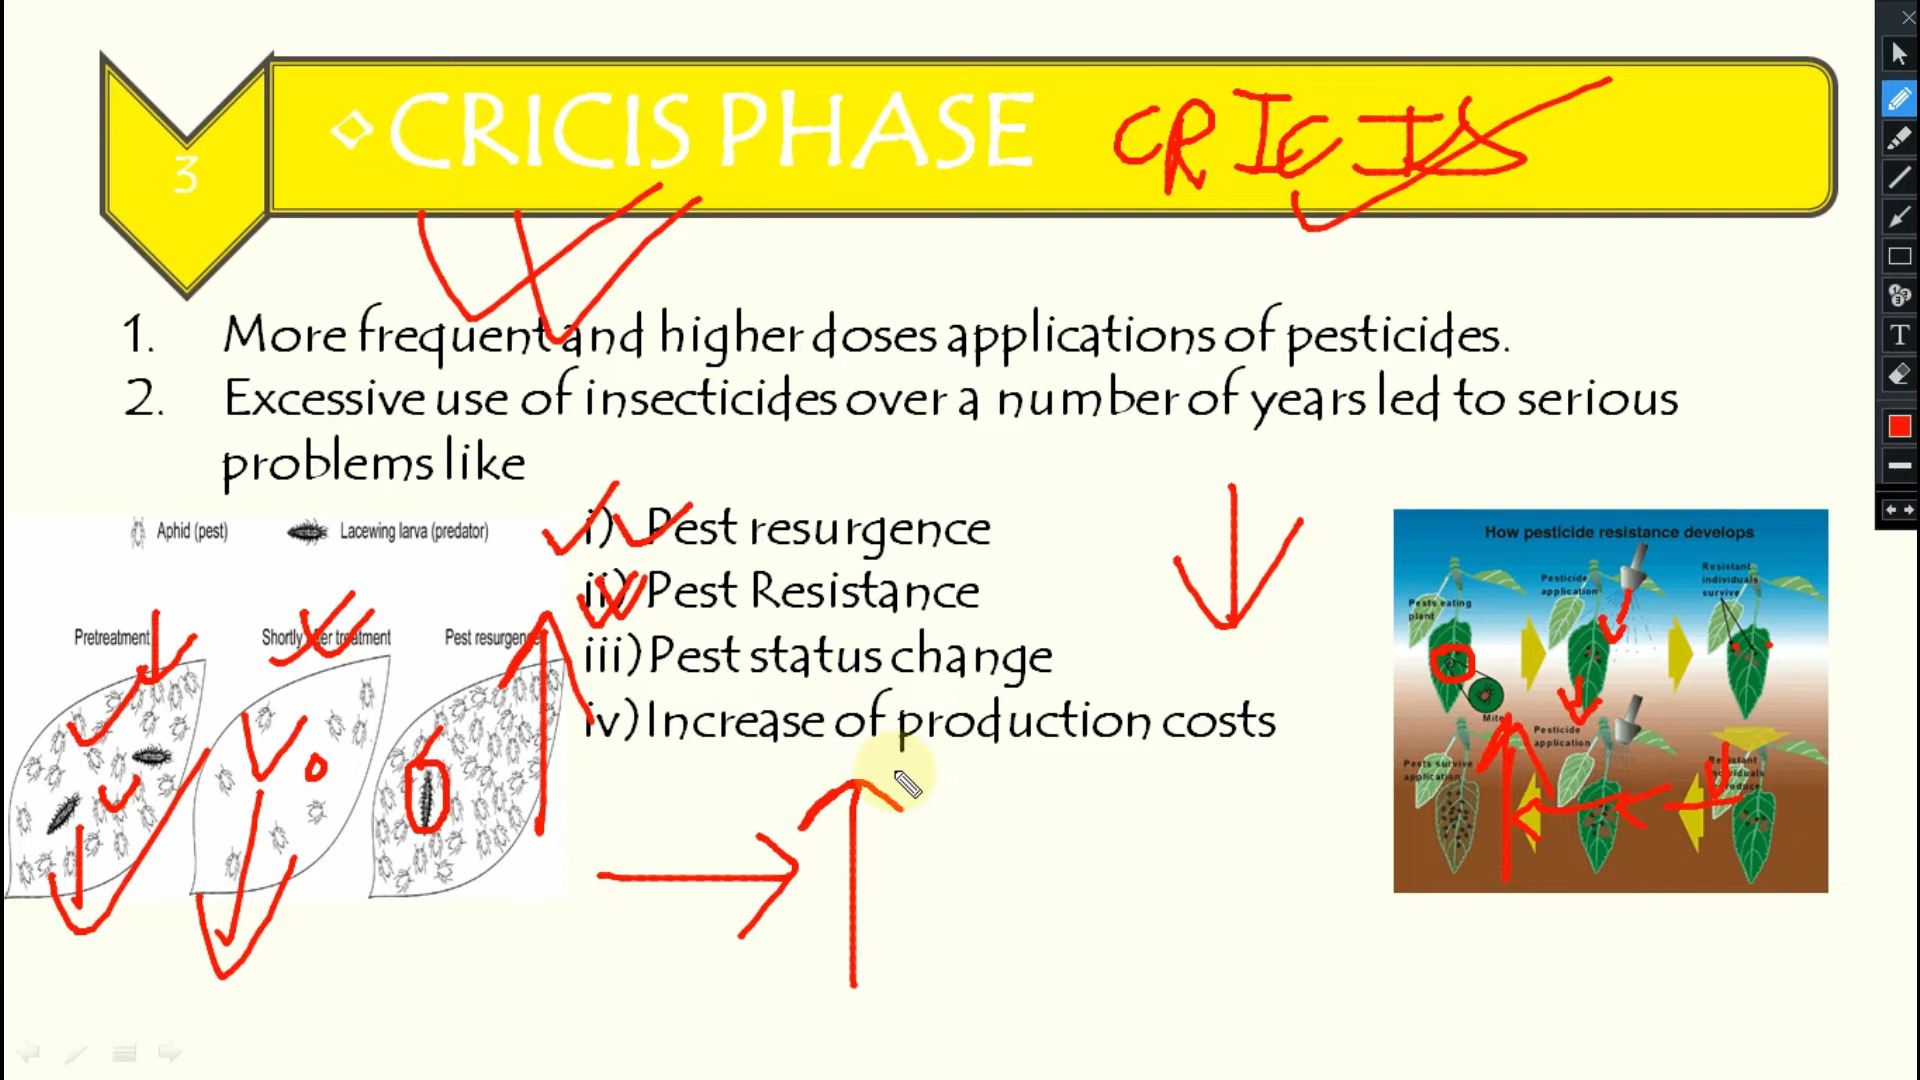 3
CRICIS PHASE
CRICIS
1. More frequent and higher doses applications of pesticides.
2. Excessive use of insecticides over a number of years led to serious
problems like
i) Pest resurgence
ii) Pest Resistance
iii) Pest status change
iv) Increase of production costs
Aphid (pest)
Lacewing larva (predator)
Pretreatment
Shortly after treatment
Pest resurgence
How pesticide resistance develops
Pests eating
plant
Pesticide
application
Resistant
individuals
survive
Mite
Pests survive
application
Pesticide
application
Resistant
individuals
reproduce
T